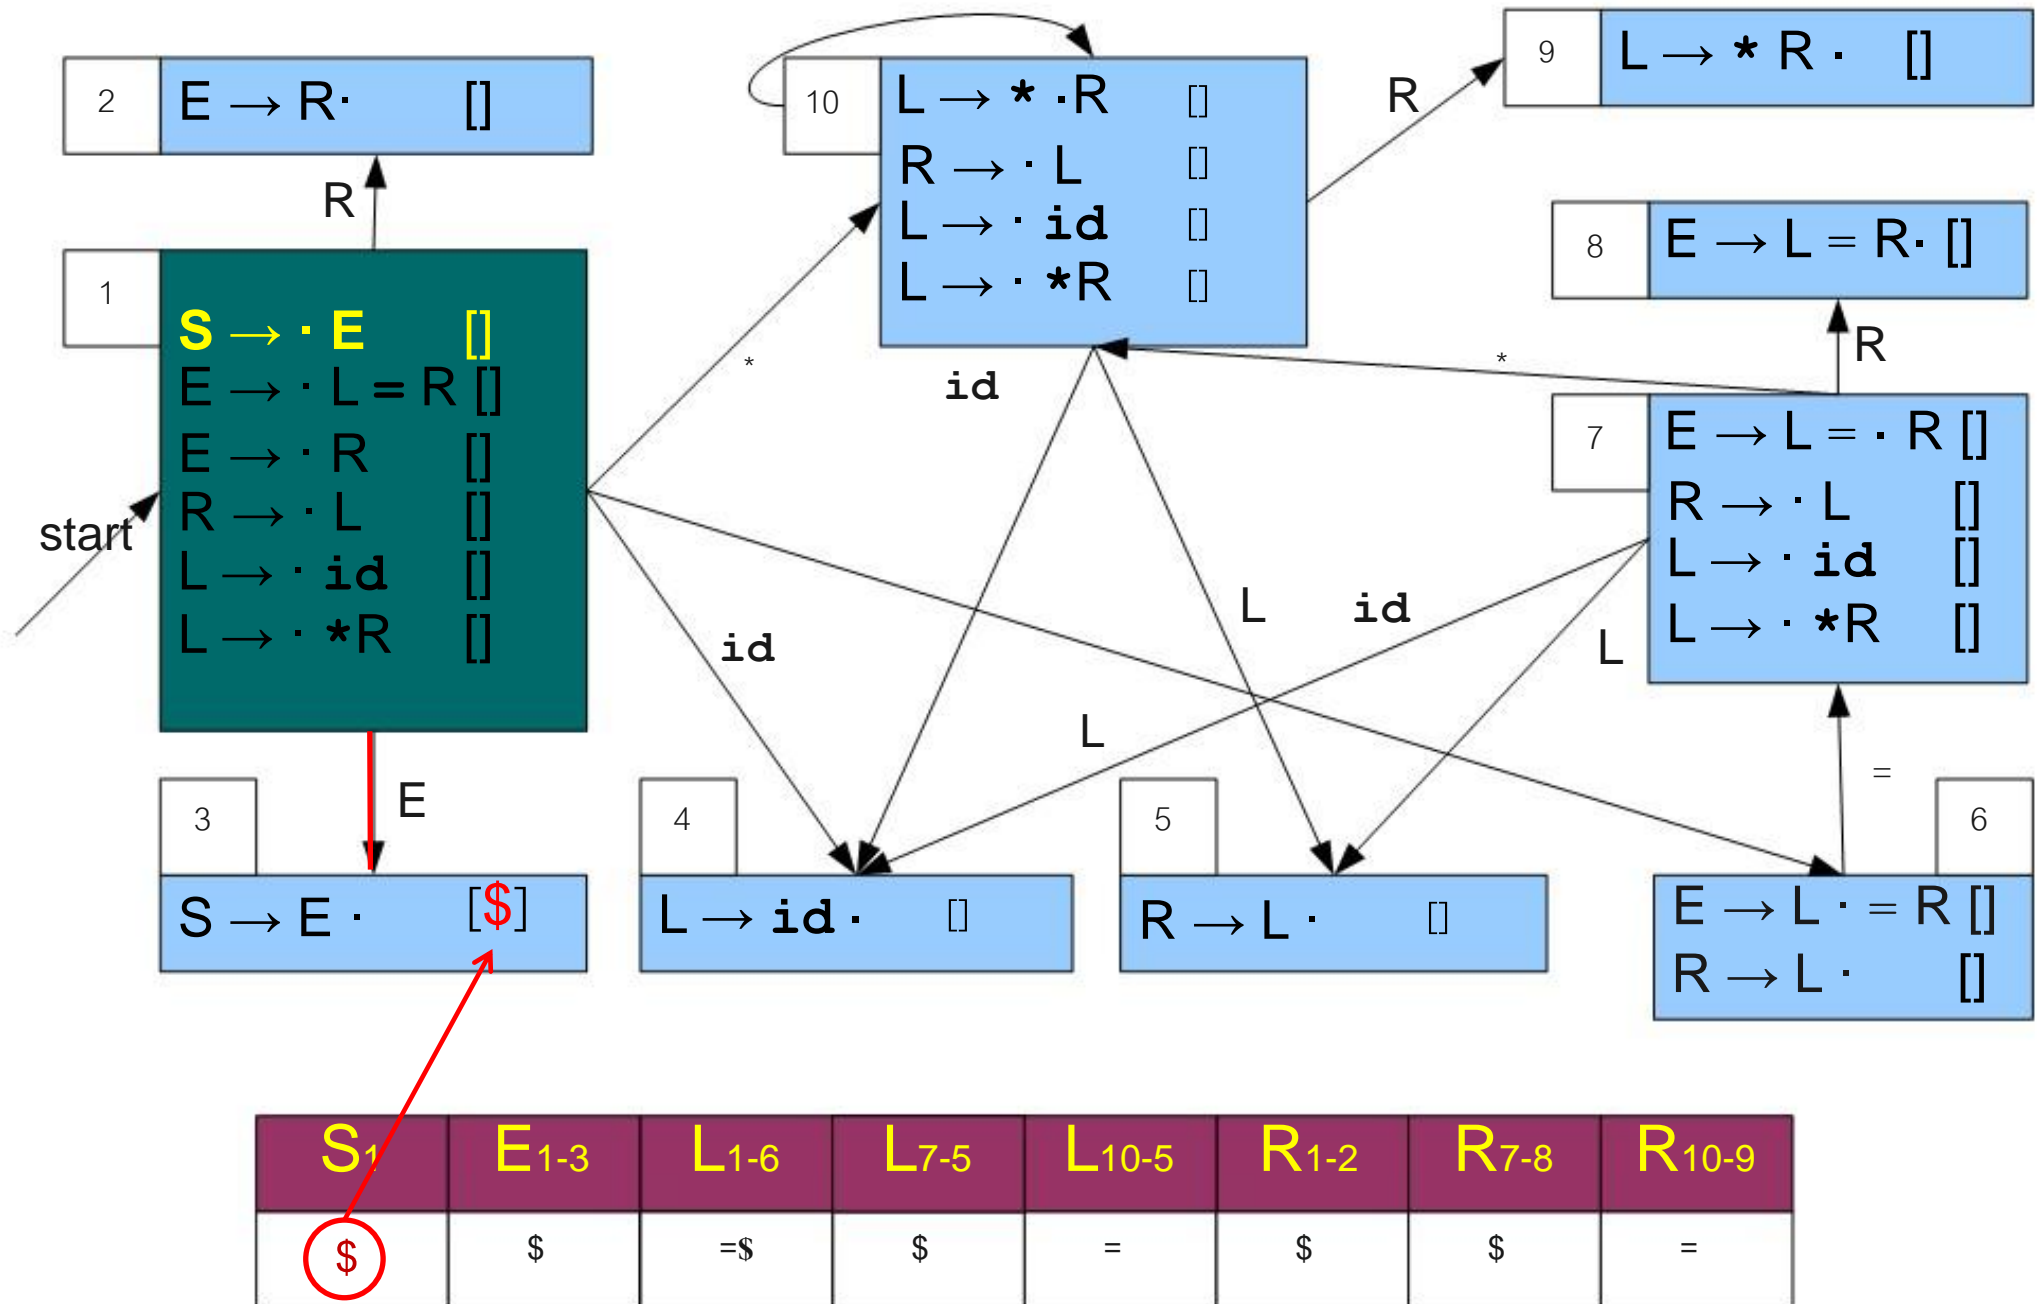 2
E → R· []
R
1
S → · E []
E → · L = R []
E → · R []
R → · L []
L → · id []
L → · *R []
start
E
3
S → E · [$]
10
L → * ·R []
R → · L []
L → · id []
L → · *R []
R
9
L → * R · []
8
E → L = R· []
R
*
id
*
7
E → L = · R []
R → · L []
L → · id []
L → · *R []
id
L
id
L
L
=
4
L → id · []
5
R → L · []
6
E → L · = R []
R → L · []
S1 E1-3 L1-6 L7-5 L10-5 R1-2 R7-8 R10-9
$ $ =$ $ = $ $ =